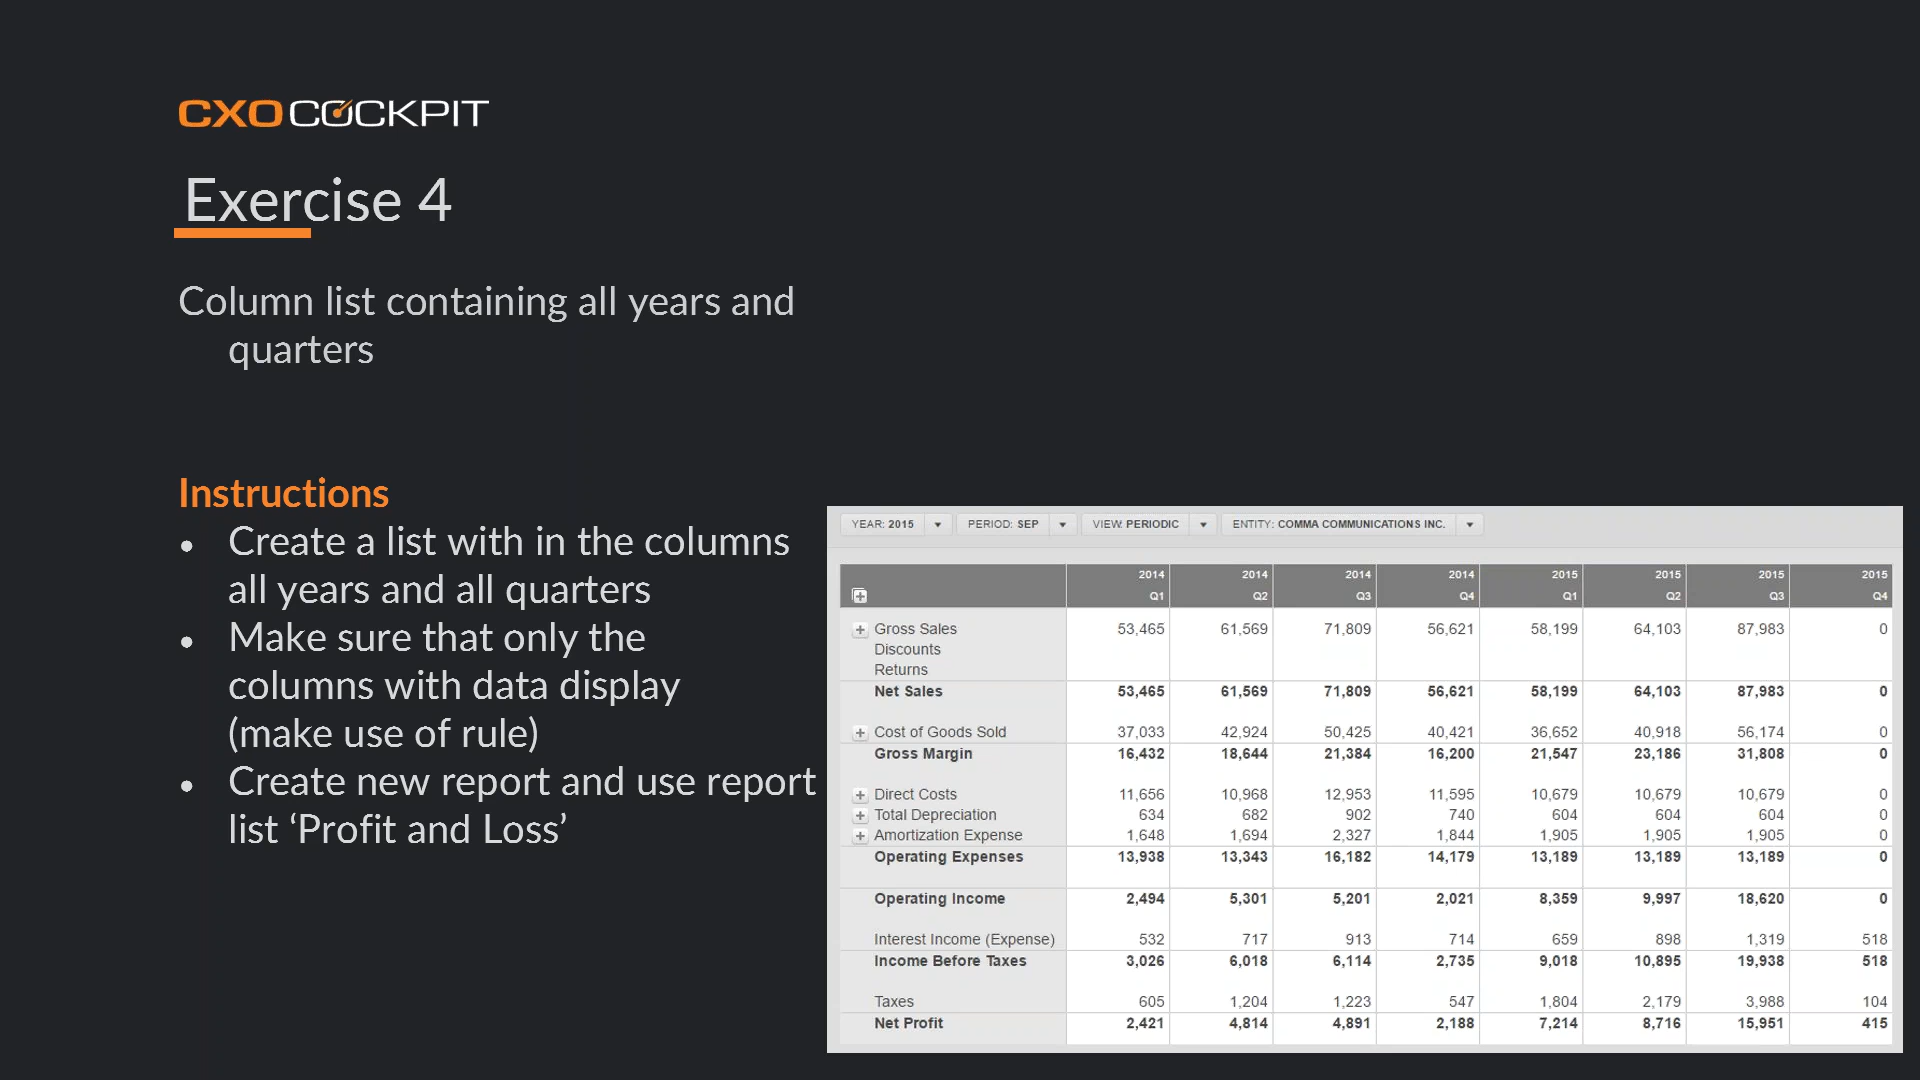 CXOCOCKPIT
Exercise 4
Column list containing all years and
quarters
Instructions
• Create a list with in the columns
all years and all quarters
• Make sure that only the
columns with data display
(make use of rule)
• Create new report and use report
list ‘Profit and Loss’
YEAR: 2015 PERIOD: SEP VIEW: PERIODIC ENTITY: COMMA COMMUNICATIONS INC.
2014 2014 2014 2014 2015 2015 2015 2015
Q1 Q2 Q3 Q4 Q1 Q2 Q3 Q4
Gross Sales 53,465 61,569 71,809 56,621 58,199 64,103 87,983 0
Discounts
Returns
Net Sales 53,465 61,569 71,809 56,621 58,199 64,103 87,983 0
Cost of Goods Sold 37,033 42,924 50,425 40,421 36,652 40,918 56,174 0
Gross Margin 16,432 18,644 21,384 16,200 21,547 23,186 31,808 0
Direct Costs 11,656 10,968 12,953 11,595 10,679 10,679 10,679 0
Total Depreciation 634 682 902 740 604 604 604 0
Amortization Expense 1,648 1,694 2,327 1,844 1,905 1,905 1,905 0
Operating Expenses 13,938 13,343 16,182 14,179 13,189 13,189 13,189 0
Operating Income 2,494 5,301 5,201 2,021 8,359 9,997 18,620 0
Interest Income (Expense) 532 717 913 714 659 898 1,319 518
Income Before Taxes 3,026 6,018 6,114 2,735 9,018 10,895 19,938 518
Taxes 605 1,204 1,223 547 1,804 2,179 3,988 104
Net Profit 2,421 4,814 4,891 2,188 7,214 8,716 15,951 415